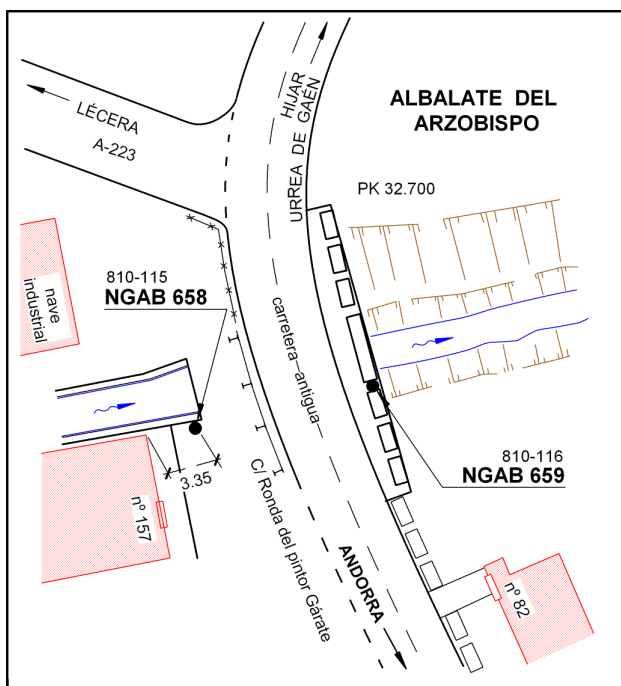 ALBALATE DEL
ARZOBISPO
HIJAR
URREA DE GAÉN
LÉCERA
A-223
PK 32.700
nave
industrial
810-115
NGAB 658
carretera antigua
810-116
NGAB 659
3.35
nº 157
C/ Ronda del pintor Gárate
ANDORRA
nº 82